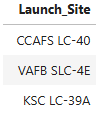 Launch_Site
CCAFS LC-40
VAFB SLC-4E
KSC LC-39A